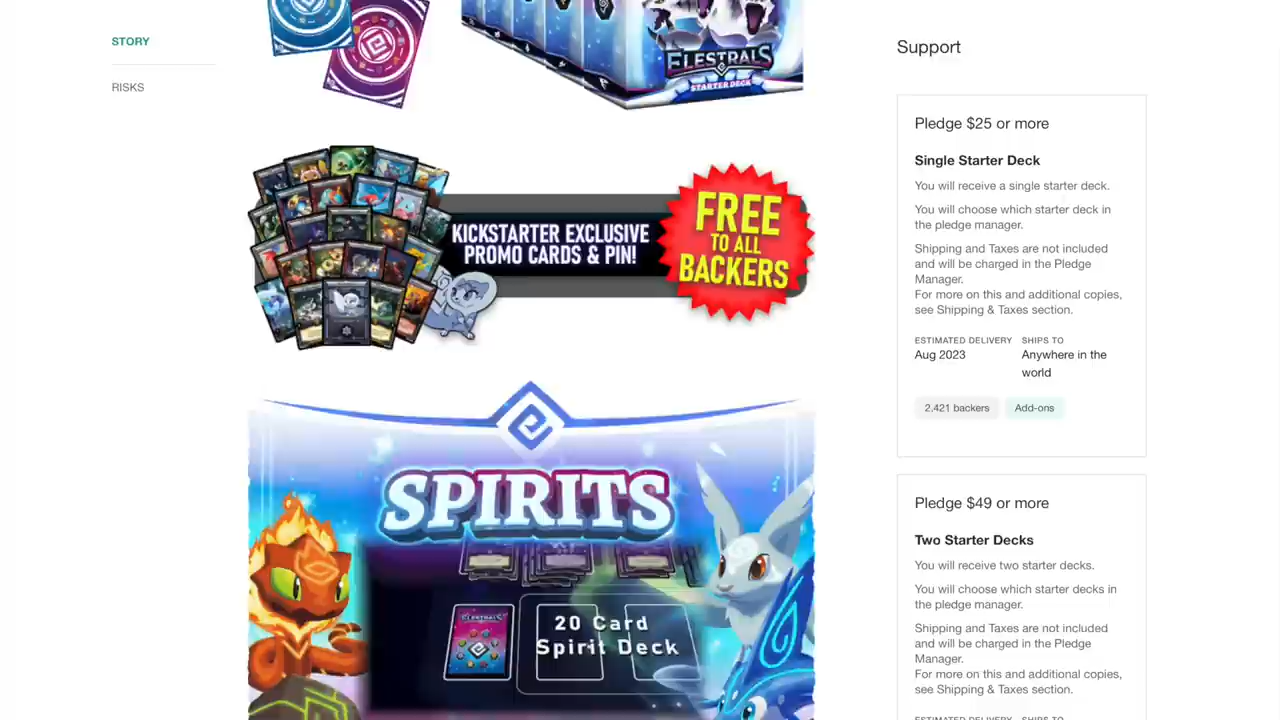 STORY
RISKS
ELESTRALS
STARTER DECK
KICKSTARTER EXCLUSIVE
PROMO CARDS & PIN!
FREE
TO ALL
BACKERS
SPIRITS
ELESTRALS
20 Card
Spirit Deck
Support
Pledge $25 or more
Single Starter Deck
You will receive a single starter deck.
You will choose which starter deck in
the pledge manager.
Shipping and Taxes are not included
and will be charged in the Pledge
Manager.
For more on this and additional copies,
see Shipping & Taxes section.
ESTIMATED DELIVERY SHIPS TO
Aug 2023 Anywhere in the
world
2,421 backers Add-ons
Pledge $49 or more
Two Starter Decks
You will receive two starter decks.
You will choose which starter decks in
the pledge manager.
Shipping and Taxes are not included
and will be charged in the Pledge
Manager.
For more on this and additional copies,
see Shipping & Taxes section.
ESTIMATED DELIVERY SHIPS TO